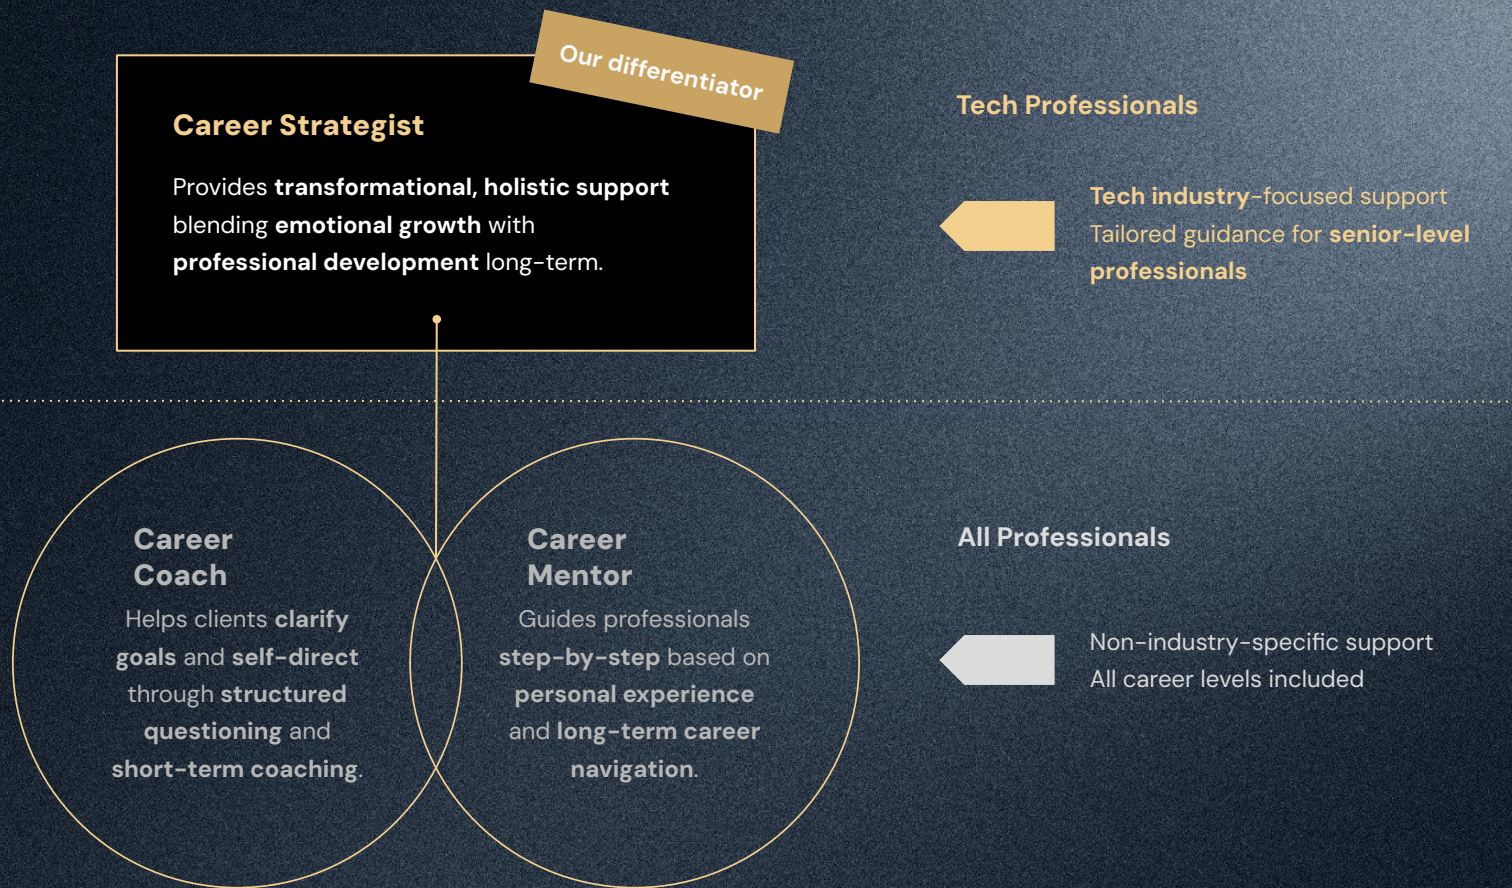 Our differentiator
Career Strategist
Provides transformational, holistic support
blending emotional growth with
professional development long-term.
Tech Professionals
Tech industry-focused support
Tailored guidance for senior-level
professionals
Career
Coach
Helps clients clarify
goals and self-direct
through structured
questioning and
short-term coaching.
Career
Mentor
Guides professionals
step-by-step based on
personal experience
and long-term career
navigation.
All Professionals
Non-industry-specific support
All career levels included